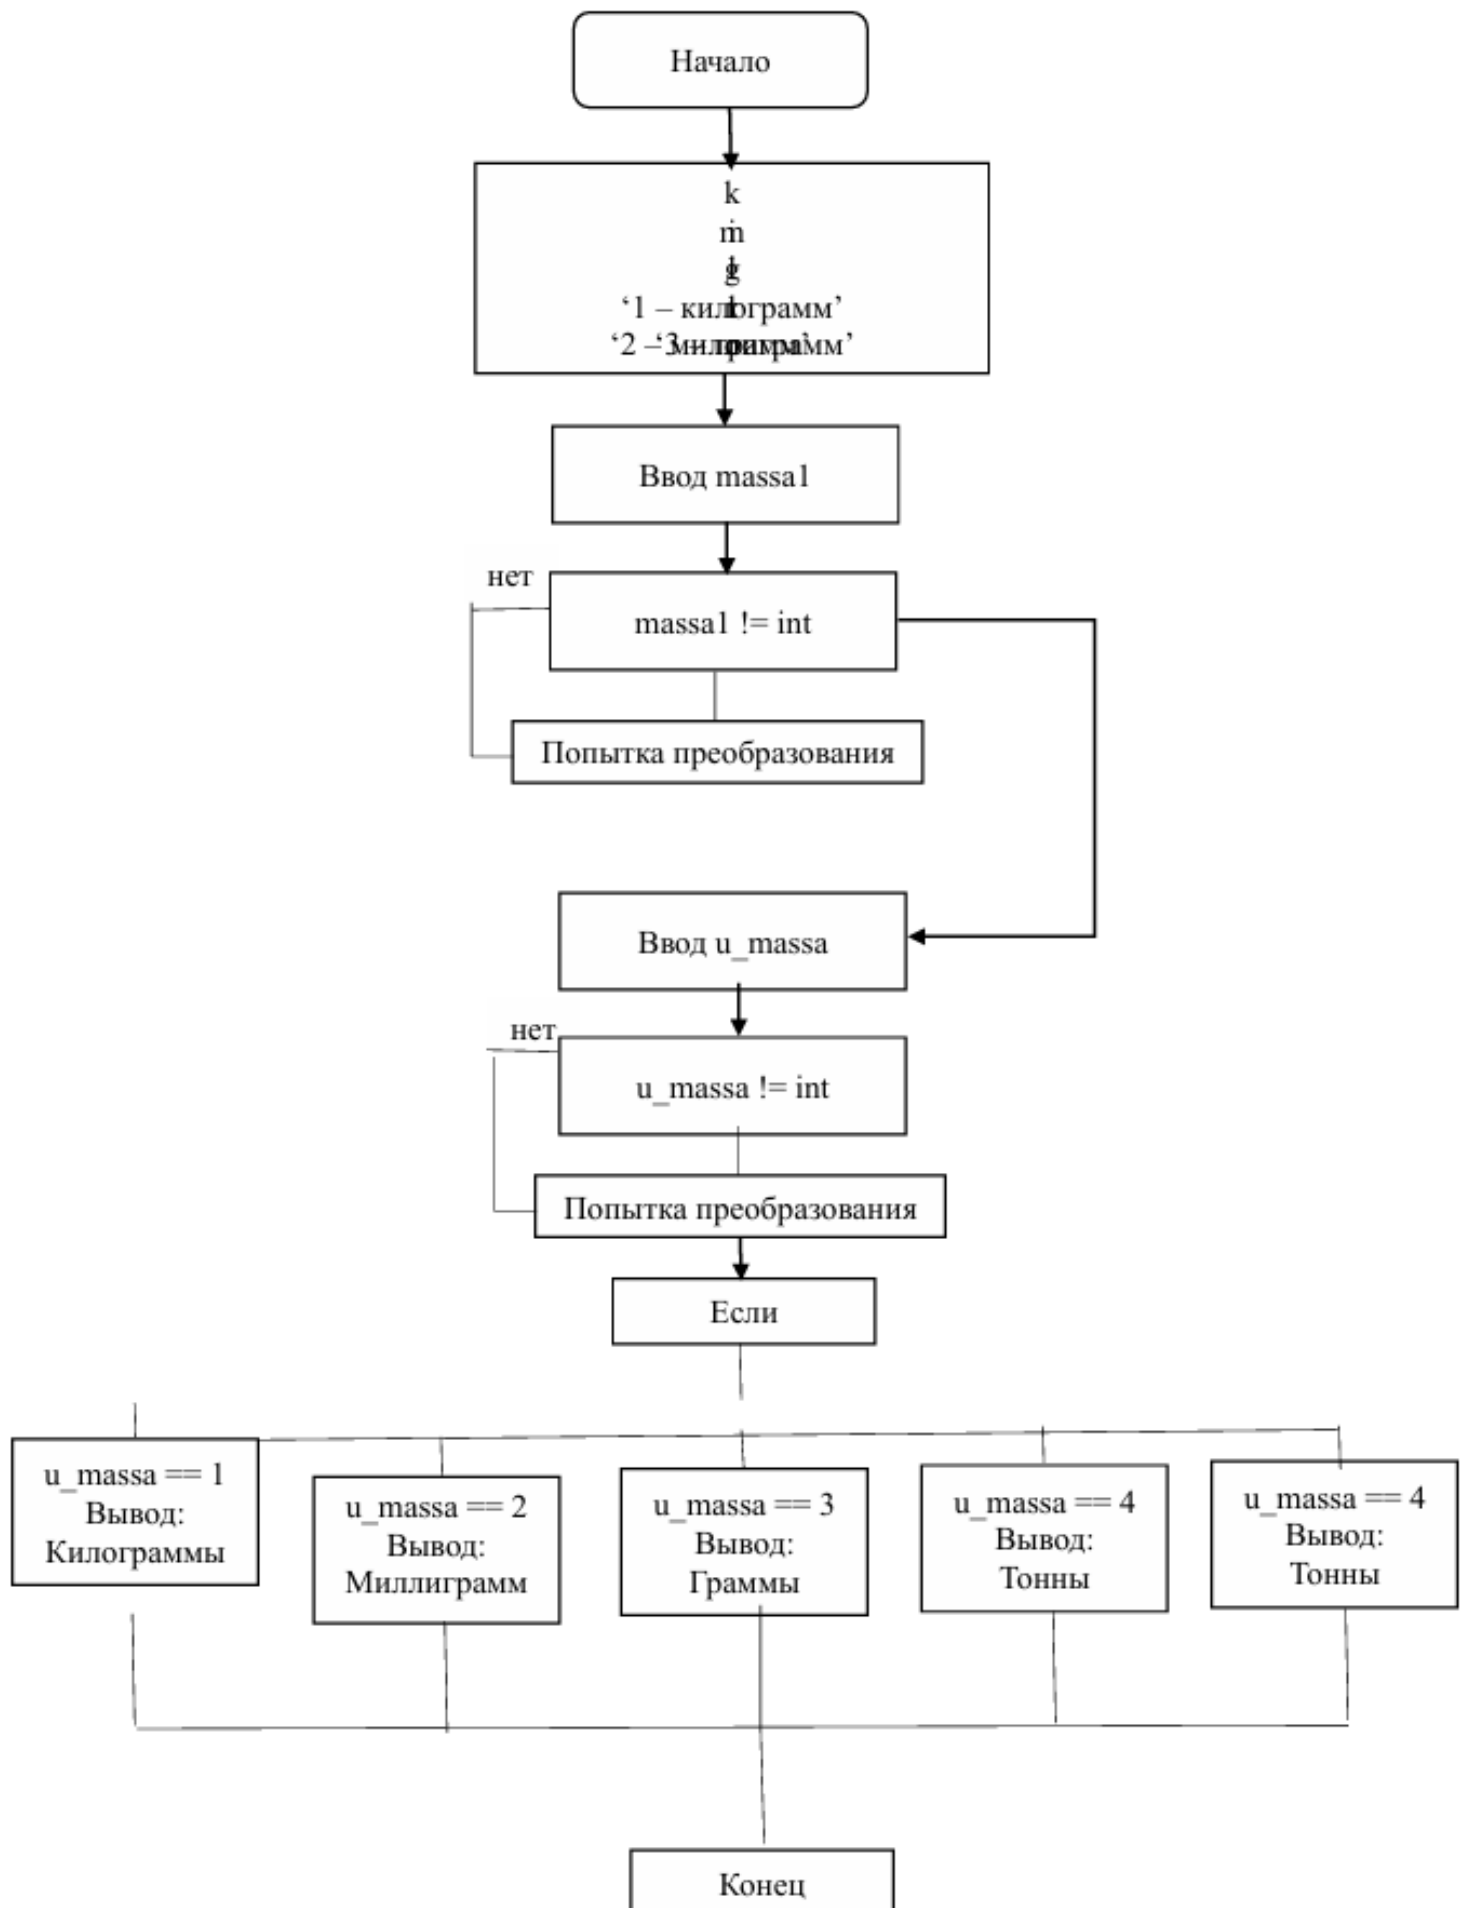 Начало
k
m
g
‘1 – килограмм’
‘2 –
Ввод massa1
нет
massa1 != int
Попытка преобразования
Ввод u_massa
нет
u_massa != int
Попытка преобразования
Если
u_massa == 1
Вывод:
Килограммы
u_massa == 2
Вывод:
Миллиграмм
u_massa == 3
Вывод:
Граммы
u_massa == 4
Вывод:
Тонны
u_massa == 4
Вывод:
Тонны
Конец